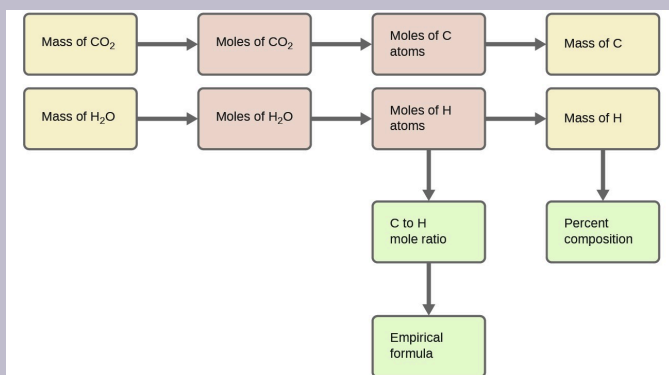 Mass of CO₂
Moles of CO₂
Moles of C
atoms
Mass of C
Mass of H₂O
Moles of H₂O
Moles of H
atoms
Mass of H
C to H
mole ratio
Percent
composition
Empirical
formula